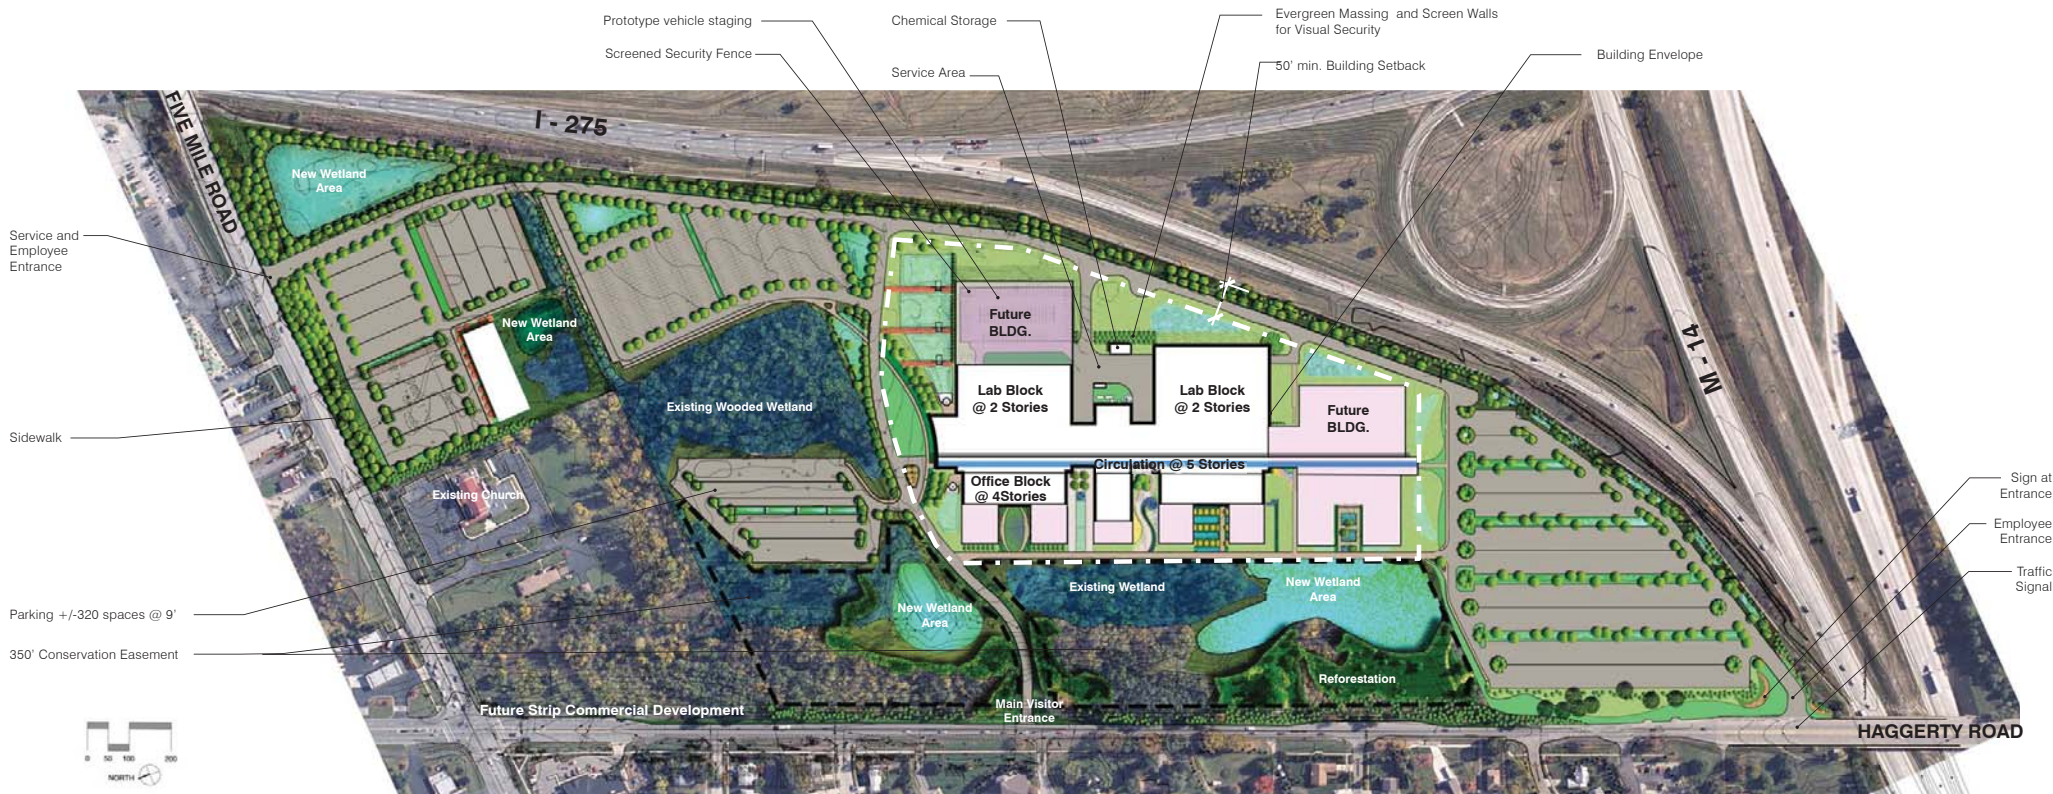 Prototype vehicle staging
Screened Security Fence
Chemical Storage
Service Area
Evergreen Massing and Screen Walls
for Visual Security
50' min. Building Setback
Building Envelope
FIVE MILE ROAD
I - 275
M - 14
New Wetland
Area
Service and
Employee
Entrance
New Wetland
Area
Future
BLDG.
Existing Wooded Wetland
Lab Block
@ 2 Stories
Lab Block
@ 2 Stories
Future
BLDG.
Sidewalk
Circulation @ 5 Stories
Existing Church
Office Block
@ 4Stories
Sign at
Entrance
Employee
Entrance
Traffic
Signal
Existing Wetland
New Wetland
Area
New Wetland
Area
Parking +/-320 spaces @ 9'
350' Conservation Easement
Reforestation
Future Strip Commercial Development
Main Visitor
Entrance
HAGGERTY ROAD
0 50 100 200
NORTH